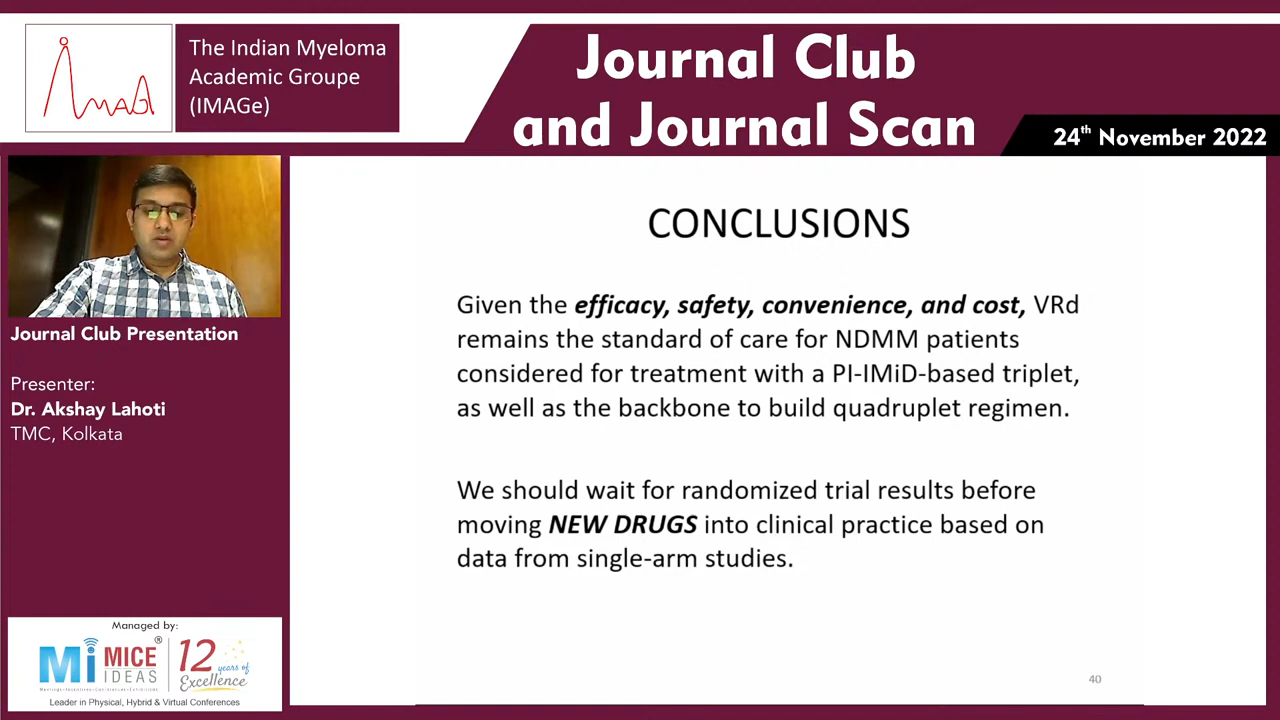 imAGe
The Indian Myeloma
Academic Groupe
(IMAGe)
Journal Club
and Journal Scan
24th November 2022
Journal Club Presentation
Presenter:
Dr. Akshay Lahoti
TMC, Kolkata
CONCLUSIONS
Given the efficacy, safety, convenience, and cost, VRd
remains the standard of care for NDMM patients
considered for treatment with a PI-IMiD-based triplet,
as well as the backbone to build quadruplet regimen.
We should wait for randomized trial results before
moving NEW DRUGS into clinical practice based on
data from single-arm studies.
40
Managed by:
Mi MICE IDEAS ®
12 years of Excellence
Leader in Physical, Hybrid & Virtual Conferences